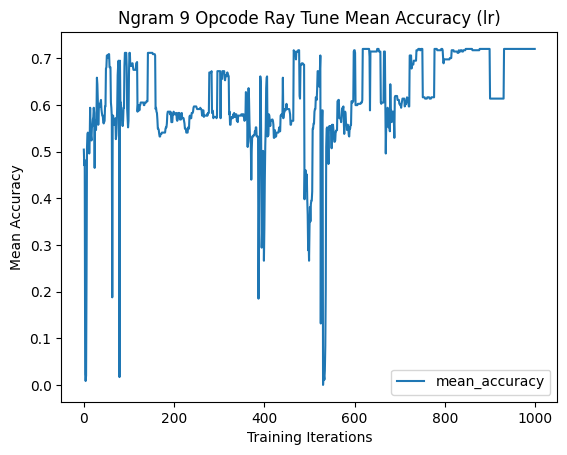 Ngram 9 Opcode Ray Tune Mean Accuracy (lr)
Mean Accuracy
0.7
0.6
0.5
0.4
0.3
0.2
0.1
0.0
mean_accuracy
0 200 400 600 800 1000
Training Iterations